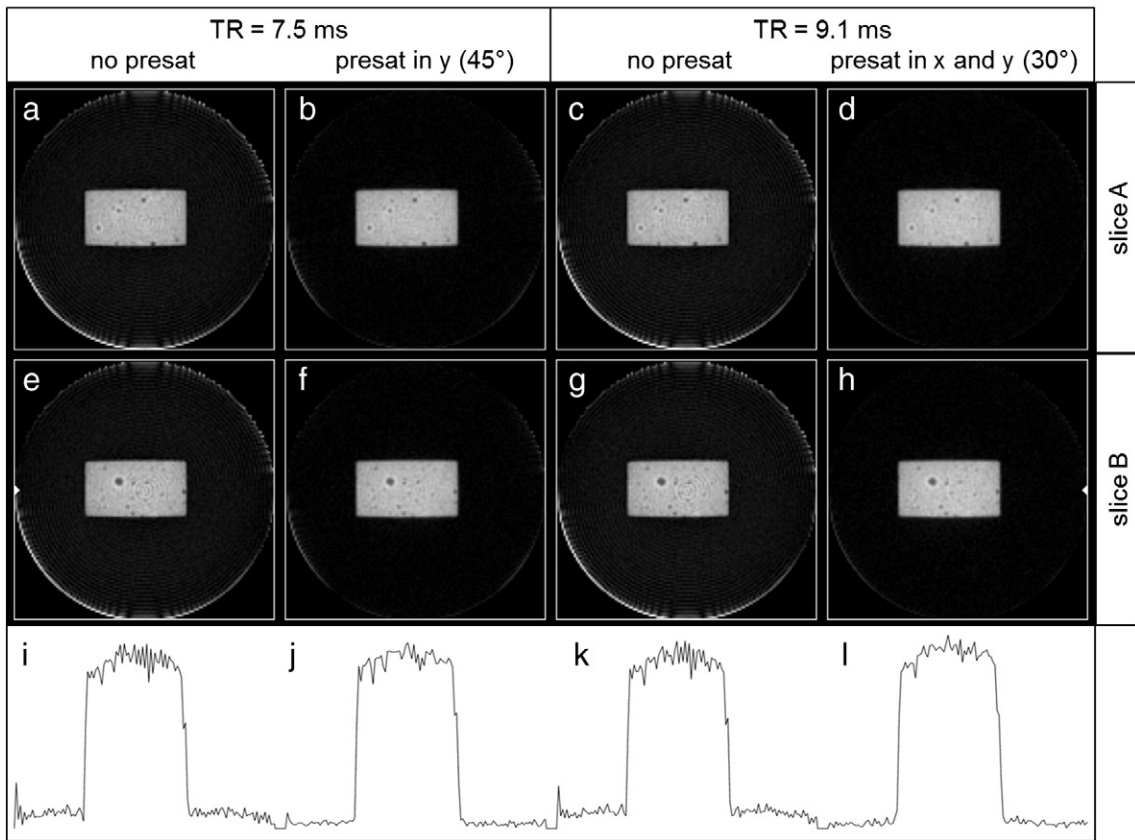 TR = 7.5 ms
TR = 9.1 ms
no presat
presat in y (45°)
no presat
presat in x and y (30°)
a
b
c
d
slice A
e
f
g
h
slice B
i
j
k
l